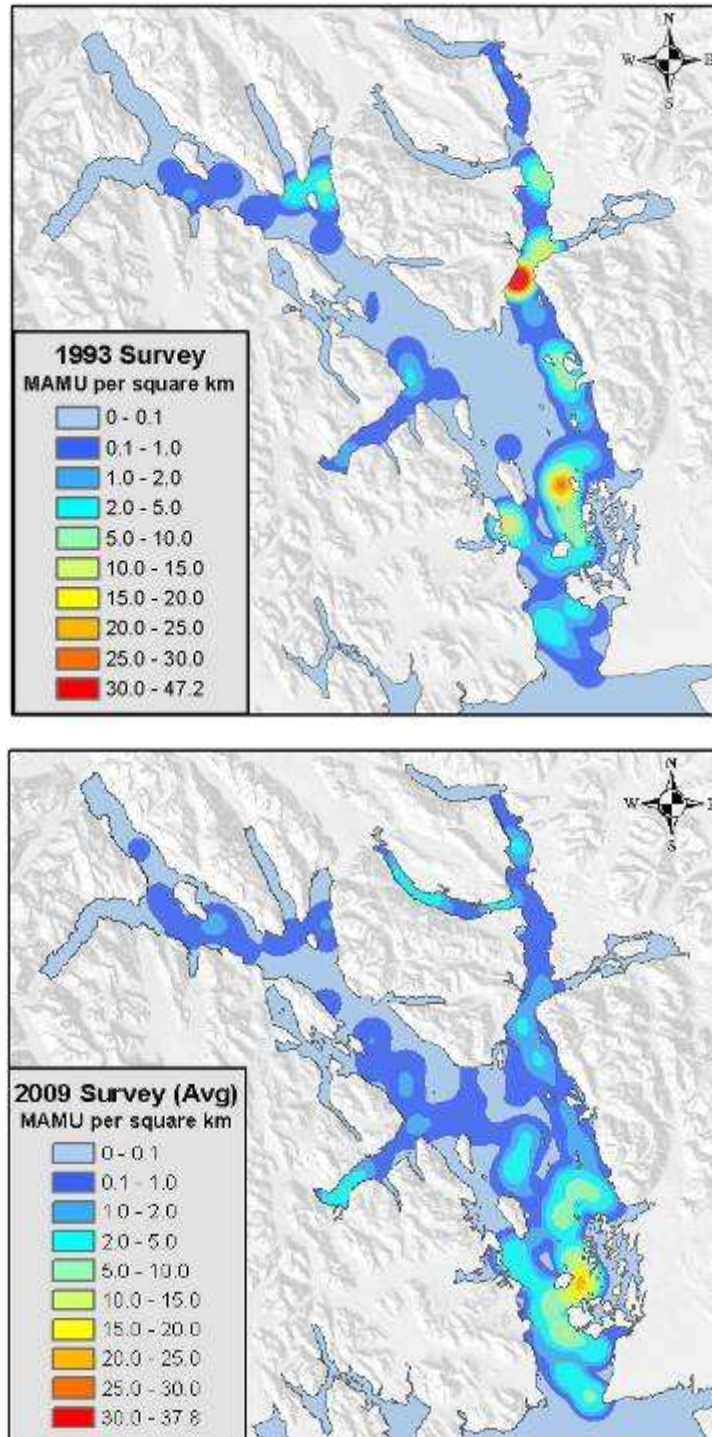 N
W E
S
1993 Survey
MAMU per square km
0 - 0.1
0.1 - 1.0
1.0 - 2.0
2.0 - 5.0
5.0 - 10.0
10.0 - 15.0
15.0 - 20.0
20.0 - 25.0
25.0 - 30.0
30.0 - 47.2
N
W E
S
2009 Survey (Avg)
MAMU per square km
0 - 0.1
0.1 - 1.0
1.0 - 2.0
2.0 - 5.0
5.0 - 10.0
10.0 - 15.0
15.0 - 20.0
20.0 - 25.0
25.0 - 30.0
30.0 - 37.8